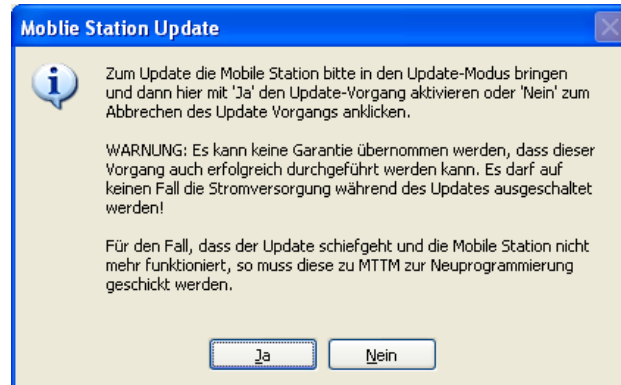 Moblie Station Update
Zum Update die Mobile Station bitte in den Update-Modus bringen
und dann hier mit 'Ja' den Update-Vorgang aktivieren oder 'Nein' zum
Abbrechen des Update Vorgangs anklicken.
WARNUNG: Es kann keine Garantie übernommen werden, dass dieser
Vorgang auch erfolgreich durchgeführt werden kann. Es darf auf
keinen Fall die Stromversorgung während des Updates ausgeschaltet
werden!
Für den Fall, dass der Update schiefgeht und die Mobile Station nicht
mehr funktioniert, so muss diese zu MTTM zur Neuprogrammierung
geschickt werden.
Ja
Nein